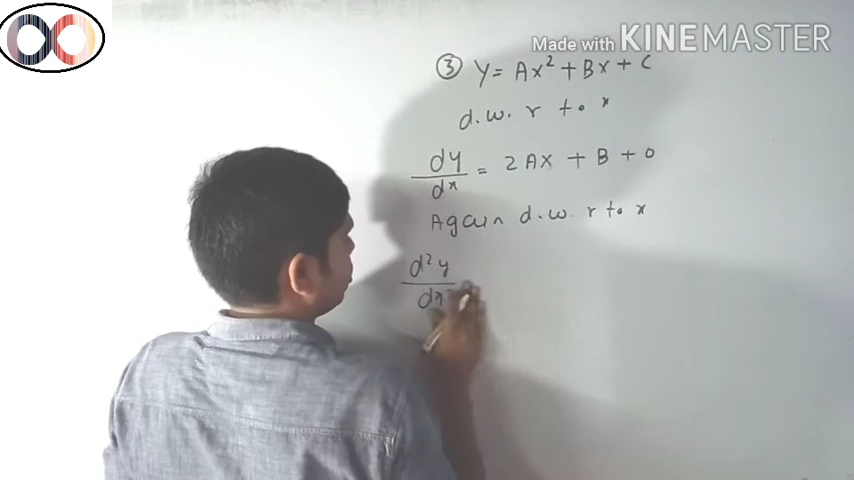 Made with KINEMASTER
③ y = Ax² + Bx + C
d.w. r to x
dy/dx = 2Ax + B + 0
Again d.w. r to x
d²y/dx²